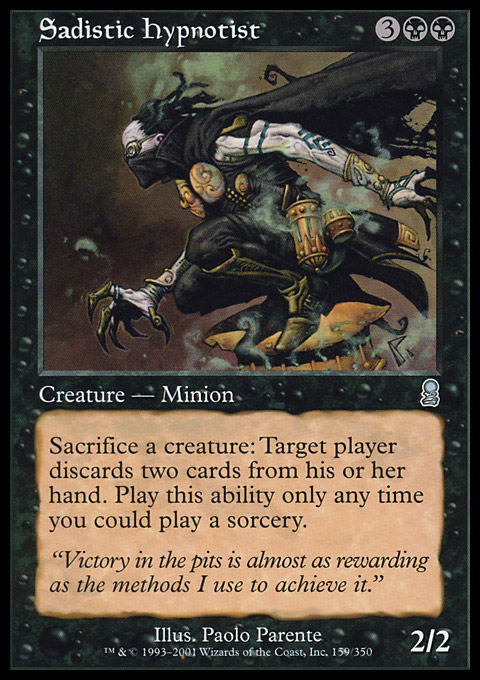 Sadistic Hypnotist 3
Creature — Minion
Sacrifice a creature: Target player
discards two cards from his or her
hand. Play this ability only any time
you could play a sorcery.
“Victory in the pits is almost as rewarding
as the methods I use to achieve it.”
Illus. Paolo Parente
™ & © 1993–2001 Wizards of the Coast, Inc. 159/350
2/2